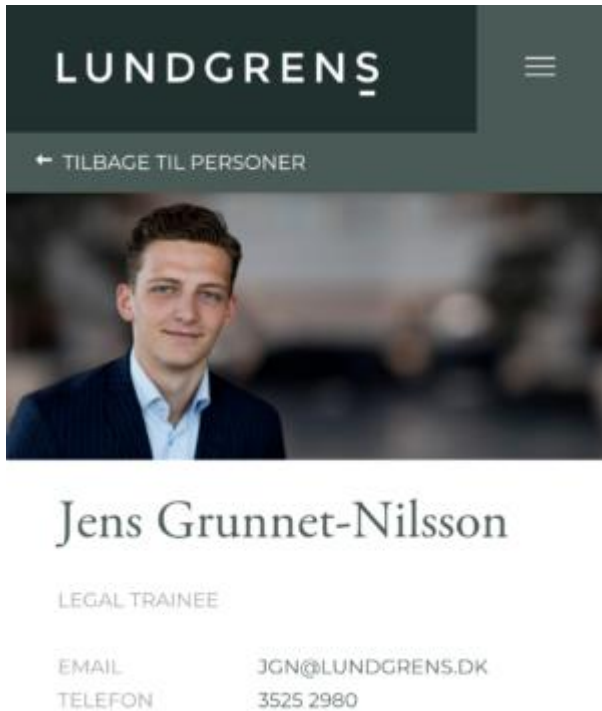 LUNDGRENS
← TILBAGE TIL PERSONER
Jens Grunnet-Nilsson
LEGAL TRAINEE
EMAIL JGN@LUNDGRENS.DK
TELEFON 3525 2980